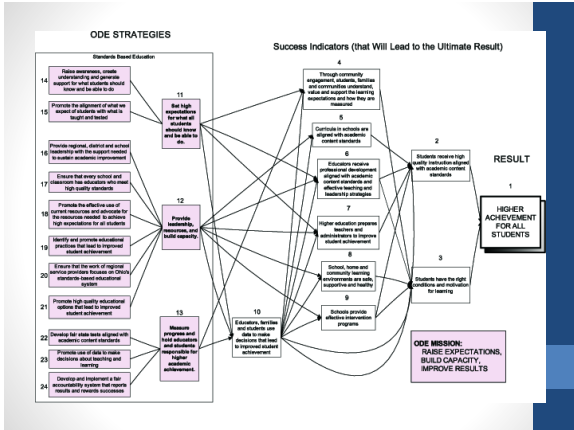 ODE STRATEGIES
Standards Based Education
14
Raise awareness, create
understanding and generate
support for what students should
know and be able to do
15
Promote the alignment of what we
expect of students with what is
taught and tested
16
Provide regional, district and school
leadership with the support needed
to sustain academic improvement
17
Ensure that every school and
classroom has educators who meet
high quality standards
18
Promote the effective use of
current resources and advocate for
the resources needed to achieve
high expectations for all students
19
Identify and promote educational
practices that lead to improved
student achievement
20
Ensure that the work of regional
service providers focuses on Ohio's
standards-based educational
system
21
Promote high quality educational
options that lead to improved
student achievement
22
Develop fair state tests aligned with
academic content standards
23
Promote use of data to make
decisions about teaching and
learning
24
Develop and implement a fair
accountability system that reports
results and rewards successes
11
Set high
expectations
for what all
students
should know
and be able to
do.
12
Provide
leadership,
resources, and
build capacity.
13
Measure
progress and
hold educators
and students
responsible for
higher
academic
achievement.
Success Indicators (that Will Lead to the Ultimate Result)
4
Through community
engagement, students, families
and communities understand,
value and support the learning
expectations and how they are
measured
5
Curricula in schools are
aligned with academic
content standards
6
Educators receive
professional development
aligned with academic
content standards and
effective teaching and
leadership strategies
7
Higher education prepares
teachers and
administrators to improve
student achievement
8
School, home and
community learning
environments are safe,
supportive and healthy
9
Schools provide
effective intervention
programs
10
Educators, families
and students use
data to make
decisions that lead
to improved student
achievement
2
Students receive high
quality instruction aligned
with academic content
standards
3
Students have the right
conditions and motivation
for learning
RESULT
1
HIGHER
ACHIEVEMENT
FOR ALL
STUDENTS
ODE MISSION:
RAISE EXPECTATIONS,
BUILD CAPACITY,
IMPROVE RESULTS